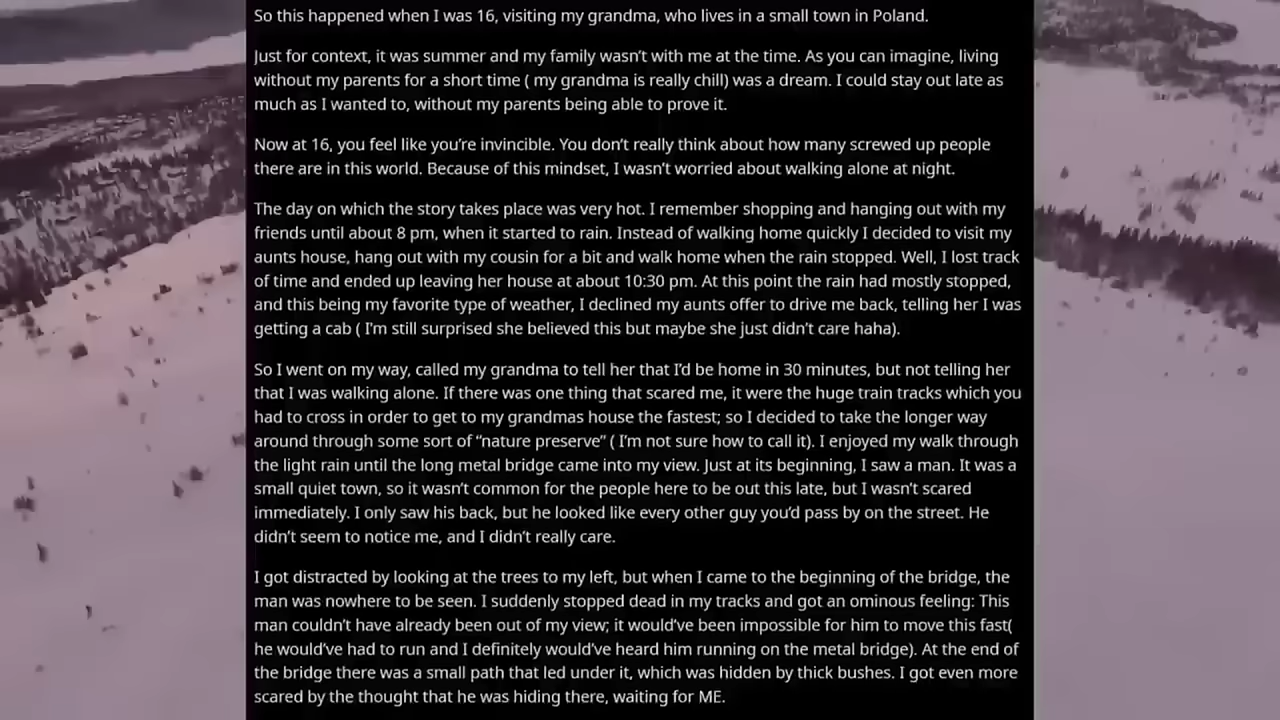 So this happened when I was 16, visiting my grandma, who lives in a small town in Poland.
Just for context, it was summer and my family wasn’t with me at the time. As you can imagine, living
without my parents for a short time ( my grandma is really chill) was a dream. I could stay out late as
much as I wanted to, without my parents being able to prove it.
Now at 16, you feel like you’re invincible. You don’t really think about how many screwed up people
there are in this world. Because of this mindset, I wasn’t worried about walking alone at night.
The day on which the story takes place was very hot. I remember shopping and hanging out with my
friends until about 8 pm, when it started to rain. Instead of walking home quickly I decided to visit my
aunts house, hang out with my cousin for a bit and walk home when the rain stopped. Well, I lost track
of time and ended up leaving her house at about 10:30 pm. At this point the rain had mostly stopped,
and this being my favorite type of weather, I declined my aunts offer to drive me back, telling her I was
getting a cab ( I’m still surprised she believed this but maybe she just didn’t care haha).
So I went on my way, called my grandma to tell her that I’d be home in 30 minutes, but not telling her
that I was walking alone. If there was one thing that scared me, it were the huge train tracks which you
had to cross in order to get to my grandmas house the fastest; so I decided to take the longer way
around through some sort of “nature preserve” ( I’m not sure how to call it). I enjoyed my walk through
the light rain until the long metal bridge came into my view. Just at its beginning, I saw a man. It was a
small quiet town, so it wasn’t common for the people here to be out this late, but I wasn’t scared
immediately. I only saw his back, but he looked like every other guy you’d pass by on the street. He
didn’t seem to notice me, and I didn’t really care.
I got distracted by looking at the trees to my left, but when I came to the beginning of the bridge, the
man was nowhere to be seen. I suddenly stopped dead in my tracks and got an ominous feeling: This
man couldn’t have already been out of my view; it would’ve been impossible for him to move this fast(
he would’ve had to run and I definitely would’ve heard him running on the metal bridge). At the end of
the bridge there was a small path that led under it, which was hidden by thick bushes. I got even more
scared by the thought that he was hiding there, waiting for ME.